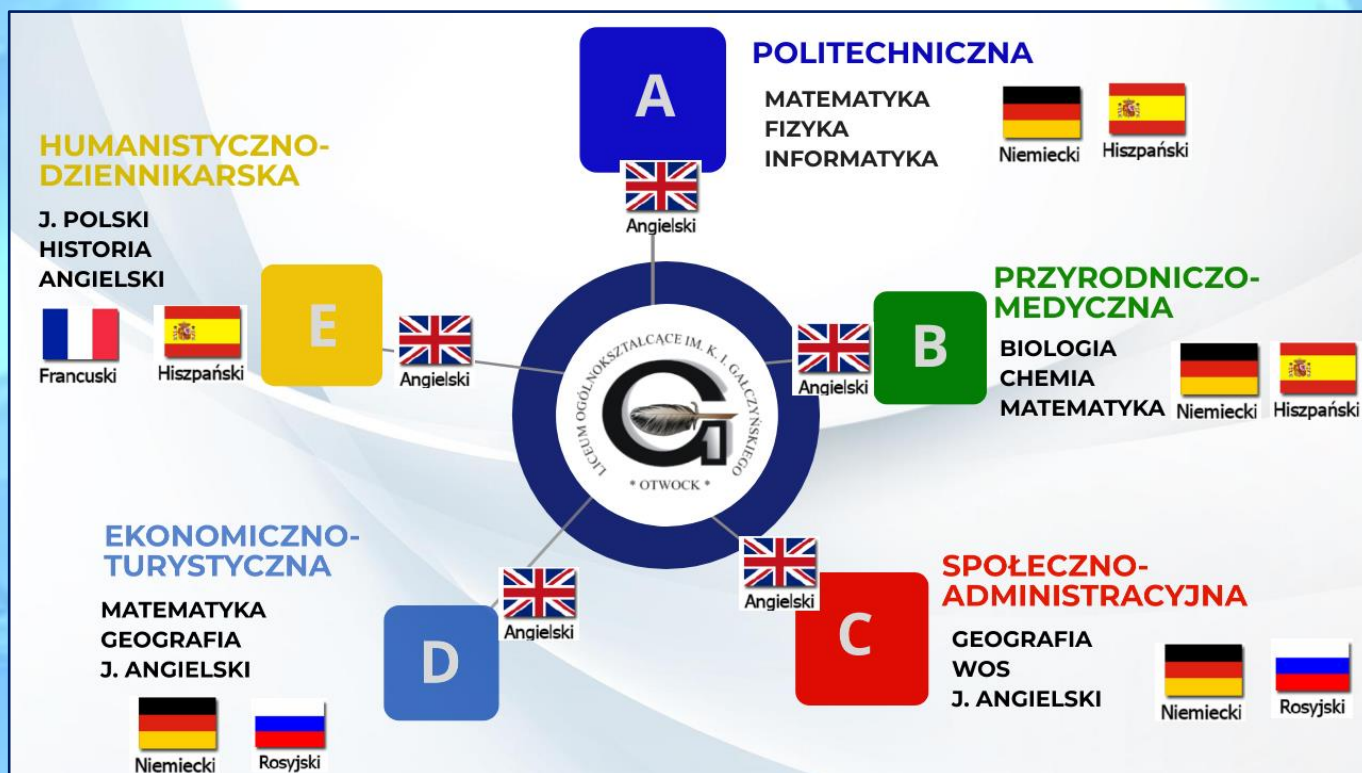 A
POLITECHNICZNA
MATEMATYKA
FIZYKA
INFORMATYKA
Niemiecki
Hiszpański
Angielski
HUMANISTYCZNO-
DZIENNIKARSKA
J. POLSKI
HISTORIA
ANGIELSKI
Francuski
Hiszpański
E
Angielski
LICEUM OGÓLNOKSZTAŁCĄCE IM. K. I. GAŁCZYŃSKIEGO
* OTWOCK *
G1
Angielski
B
PRZYRODNICZO-
MEDYCZNA
BIOLOGIA
CHEMIA
MATEMATYKA
Niemiecki
Hiszpański
EKONOMICZNO-
TURYSTYCZNA
MATEMATYKA
GEOGRAFIA
J. ANGIELSKI
Niemiecki
Rosyjski
D
Angielski
Angielski
C
SPOŁECZNO-
ADMINISTRACYJNA
GEOGRAFIA
WOS
J. ANGIELSKI
Niemiecki
Rosyjski